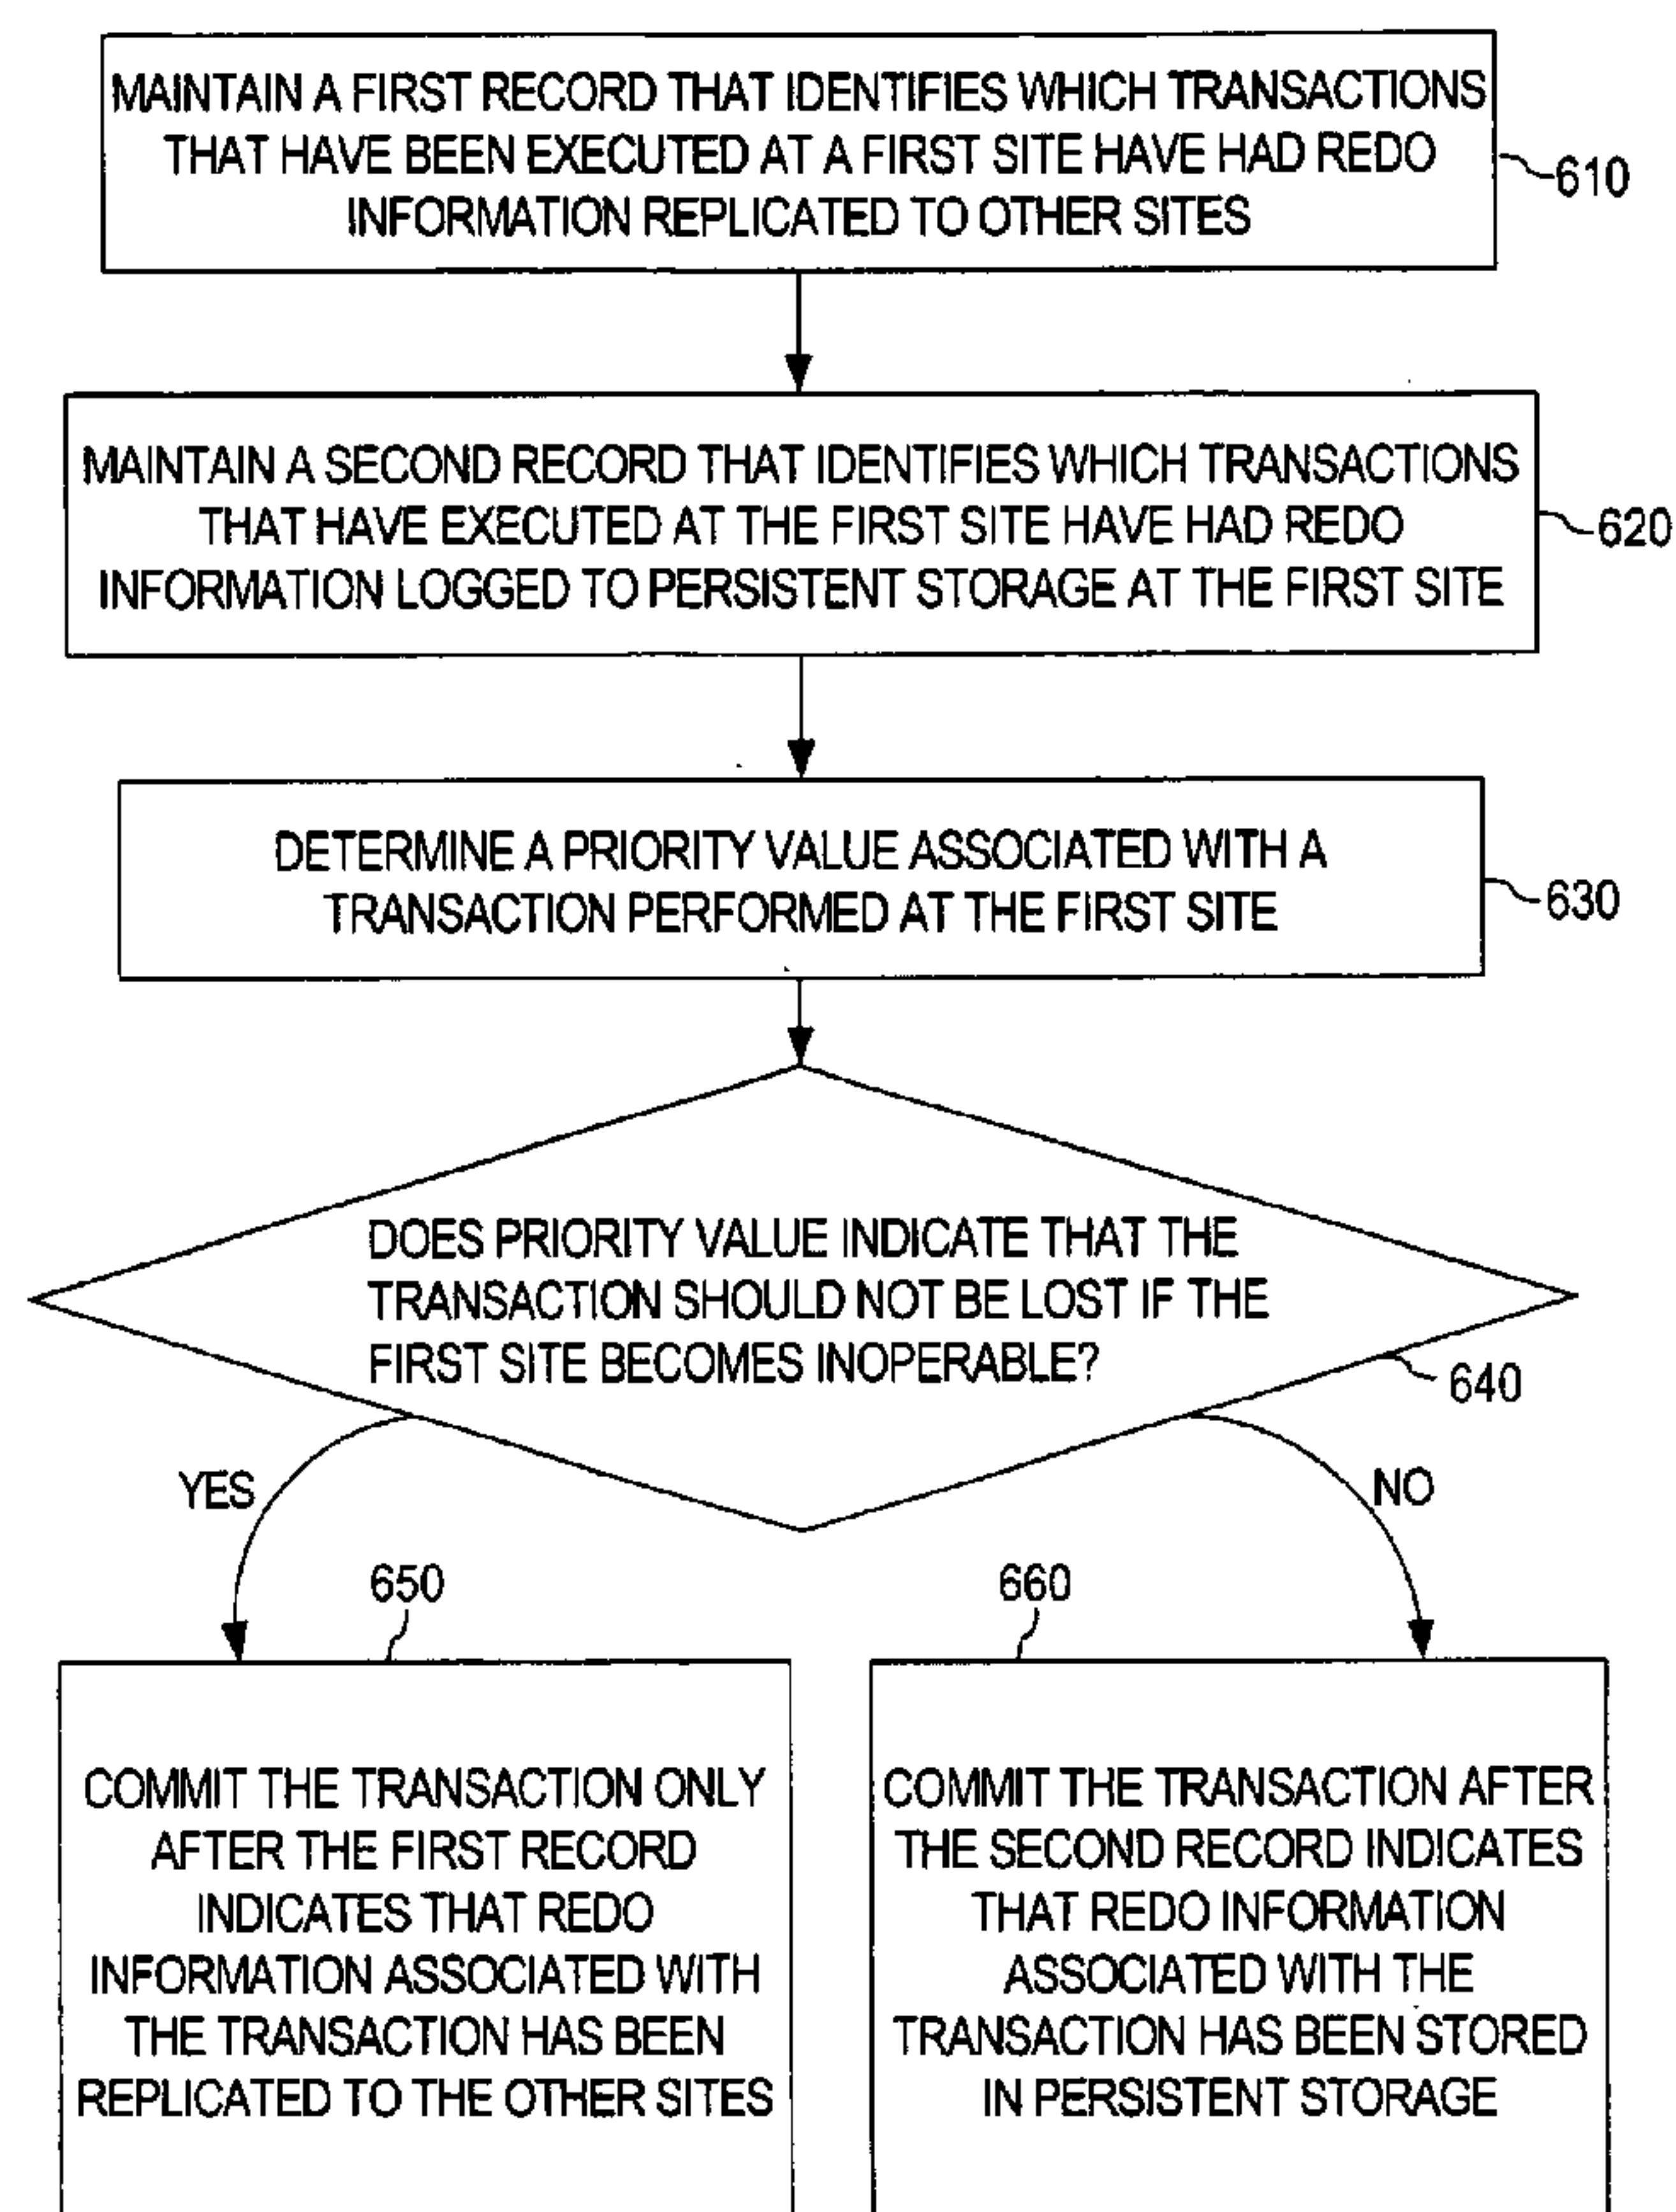 MAINTAIN A FIRST RECORD THAT IDENTIFIES WHICH TRANSACTIONS
THAT HAVE BEEN EXECUTED AT A FIRST SITE HAVE HAD REDO
INFORMATION REPLICATED TO OTHER SITES
610
MAINTAIN A SECOND RECORD THAT IDENTIFIES WHICH TRANSACTIONS
THAT HAVE EXECUTED AT THE FIRST SITE HAVE HAD REDO
INFORMATION LOGGED TO PERSISTENT STORAGE AT THE FIRST SITE
620
DETERMINE A PRIORITY VALUE ASSOCIATED WITH A
TRANSACTION PERFORMED AT THE FIRST SITE
630
DOES PRIORITY VALUE INDICATE THAT THE
TRANSACTION SHOULD NOT BE LOST IF THE
FIRST SITE BECOMES INOPERABLE?
640
YES
NO
650
660
COMMIT THE TRANSACTION ONLY
AFTER THE FIRST RECORD
INDICATES THAT REDO
INFORMATION ASSOCIATED WITH
THE TRANSACTION HAS BEEN
REPLICATED TO THE OTHER SITES
COMMIT THE TRANSACTION AFTER
THE SECOND RECORD INDICATES
THAT REDO INFORMATION
ASSOCIATED WITH THE
TRANSACTION HAS BEEN STORED
IN PERSISTENT STORAGE